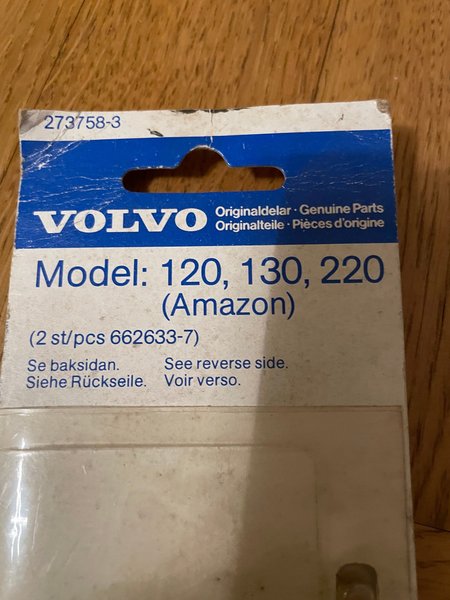 273758-3
VOLVO Originaldelar · Genuine Parts
Originalteile · Pièces d'origine
Model: 120, 130, 220
(Amazon)
(2 st/pcs 662633-7)
Se baksidan. See reverse side.
Siehe Rückseile. Voir verso.